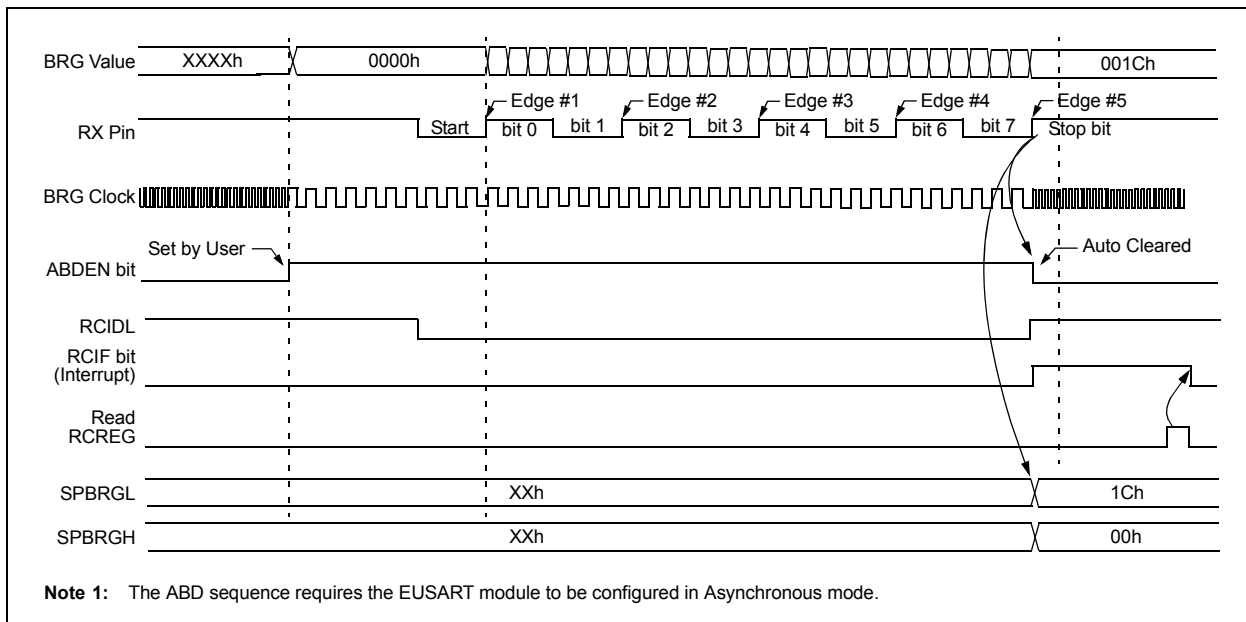 BRG Value XXXXh 0000h 001Ch
Edge #1 Edge #2 Edge #3 Edge #4 Edge #5
RX Pin Start bit 0 bit 1 bit 2 bit 3 bit 4 bit 5 bit 6 bit 7 Stop bit
BRG Clock
Set by User Auto Cleared
ABDEN bit
RCIDL
RCIF bit
(Interrupt)
Read
RCREG
SPBRGL XXh 1Ch
SPBRGH XXh 00h
Note 1: The ABD sequence requires the EUSART module to be configured in Asynchronous mode.